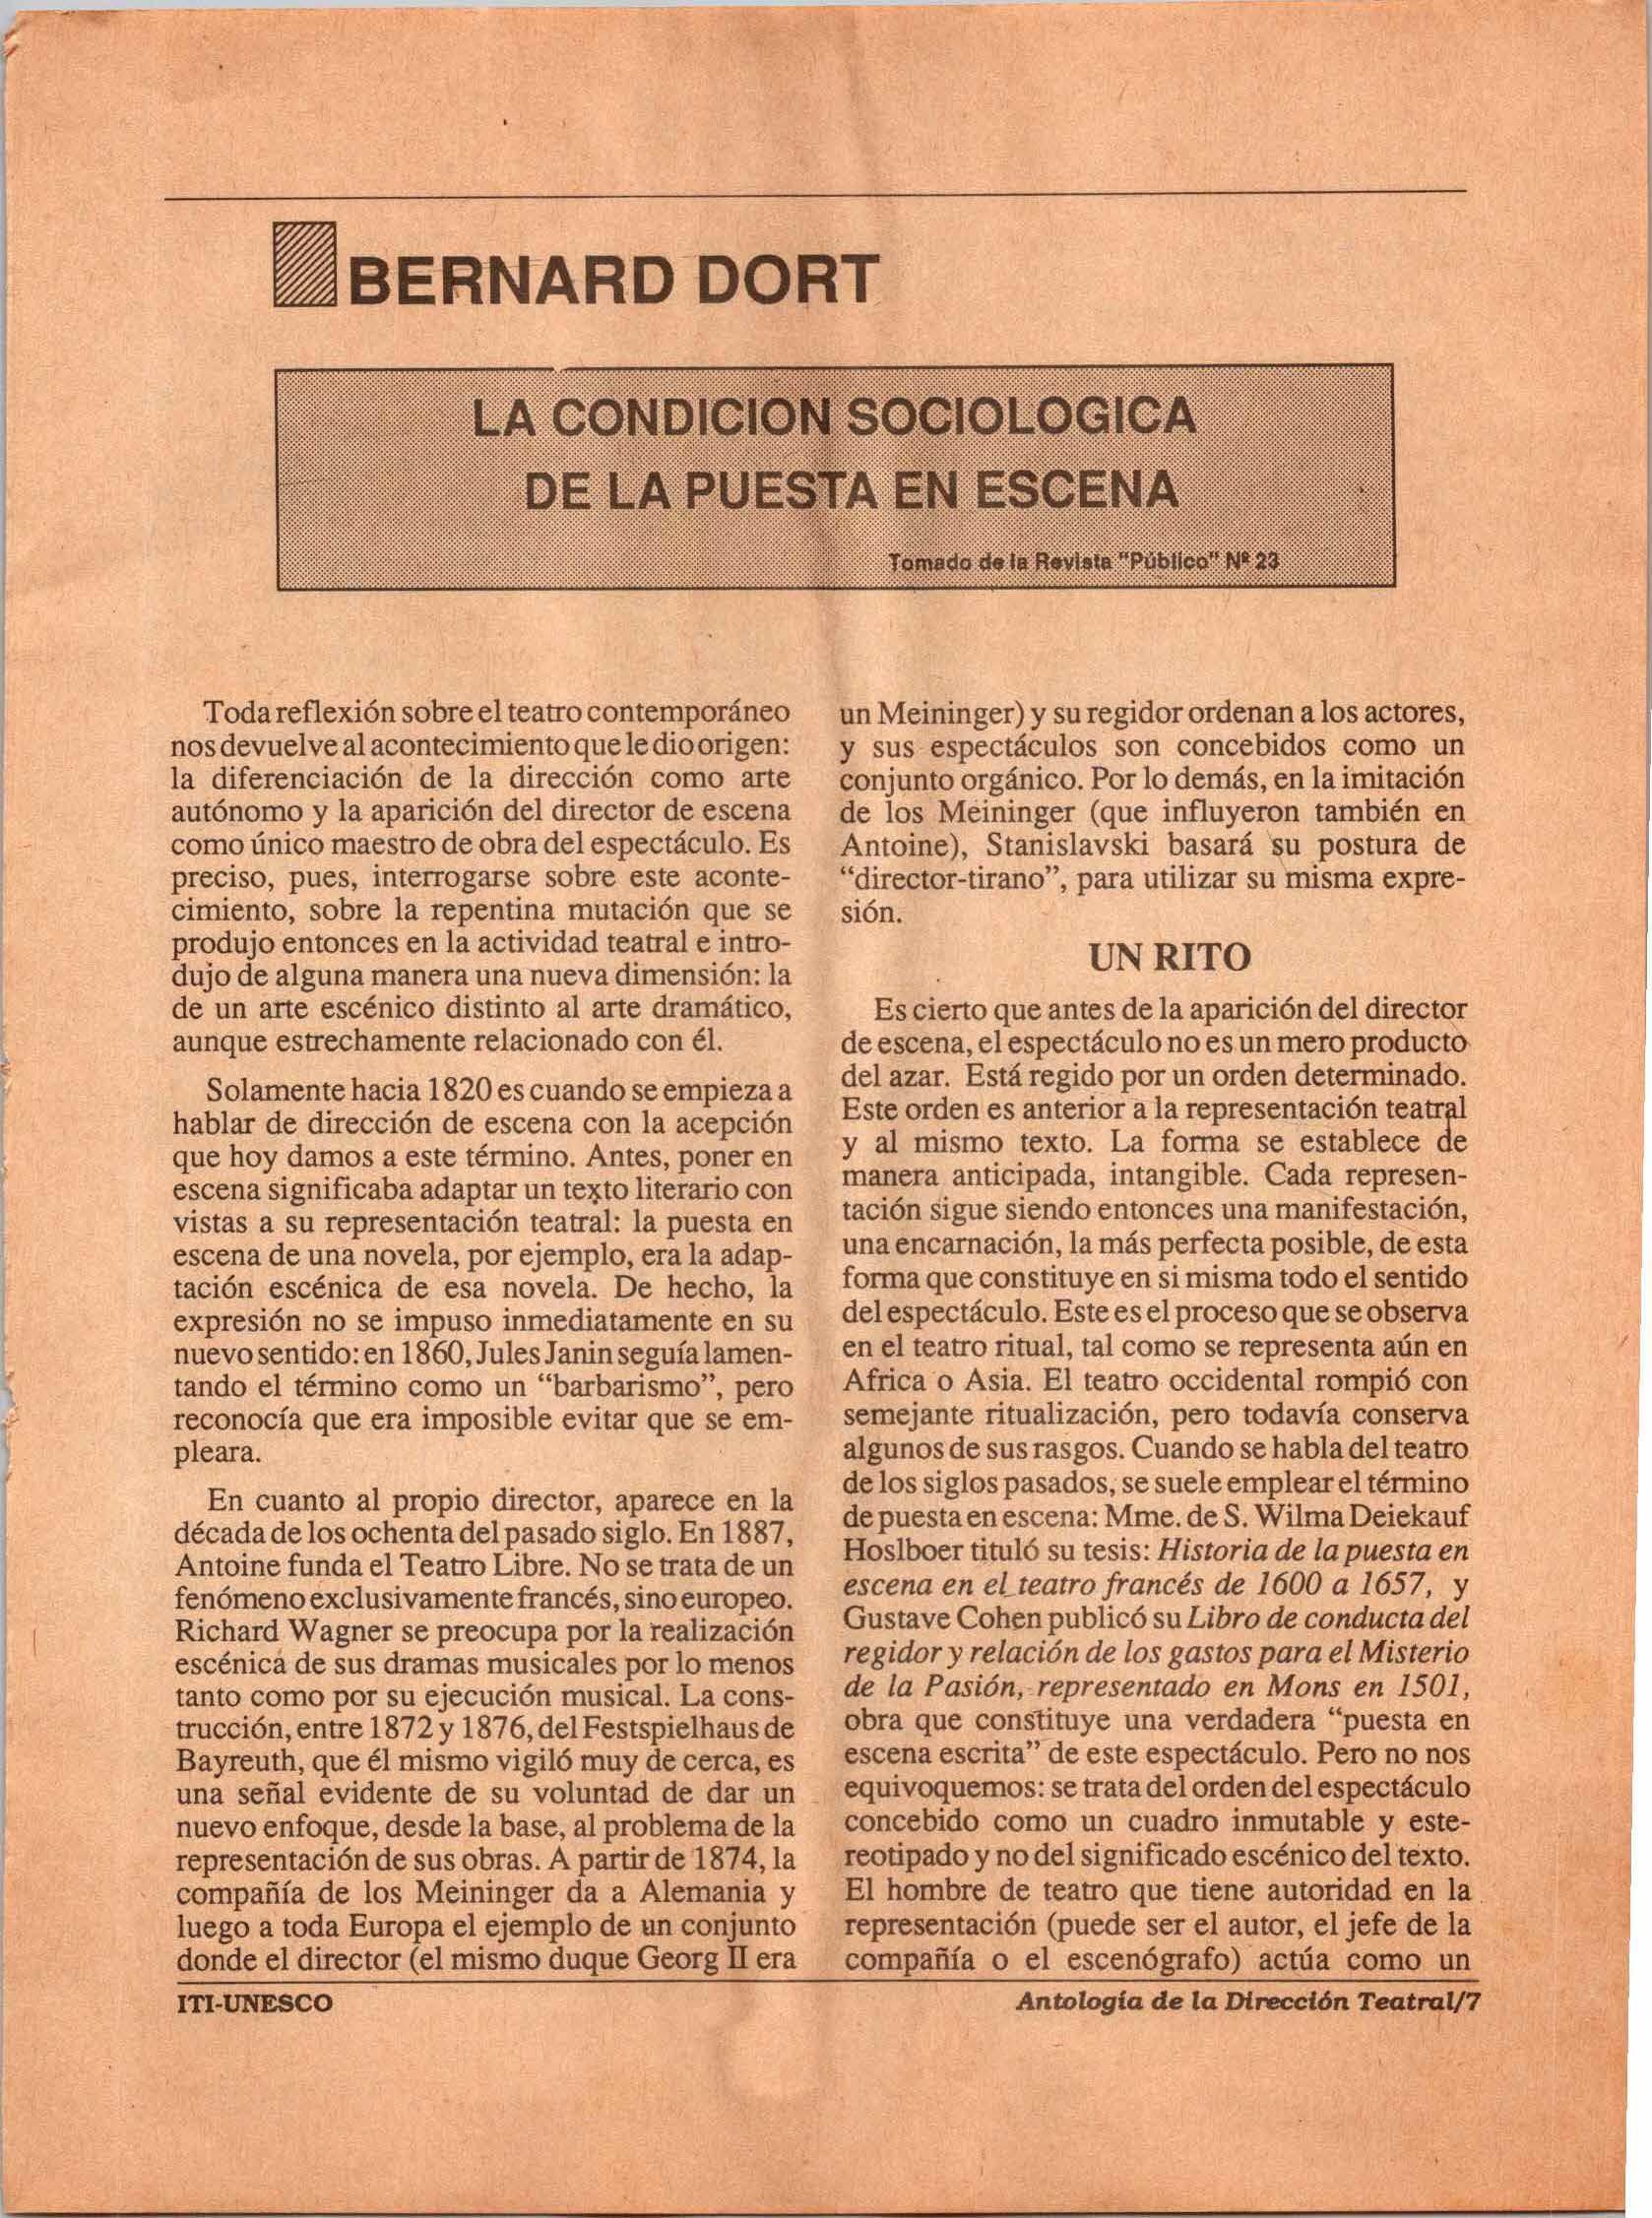 BERNARD DORT
LA CONDICION SOCIOLOGICA
DE LA PUESTA EN ESCENA
Tomado de la Revista "Público" Nº 23
Toda reflexión sobre el teatro contemporáneo
nos devuelve al acontecimiento que le dio origen:
la diferenciación de la dirección como arte
autónomo y la aparición del director de escena
como único maestro de obra del espectáculo. Es
preciso, pues, interrogarse sobre este aconte-
cimiento, sobre la repentina mutación que se
produjo entonces en la actividad teatral e intro-
dujo de alguna manera una nueva dimensión: la
de un arte escénico distinto al arte dramático,
aunque estrechamente relacionado con él.
Solamente hacia 1820 es cuando se empieza a
hablar de dirección de escena con la acepción
que hoy damos a este término. Antes, poner en
escena significaba adaptar un texto literario con
vistas a su representación teatral: la puesta en
escena de una novela, por ejemplo, era la adap-
tación escénica de esa novela. De hecho, la
expresión no se impuso inmediatamente en su
nuevo sentido: en 1860, Jules Janin seguía lamen-
tando el término como un “barbarismo”, pero
reconocía que era imposible evitar que se em-
pleara.
En cuanto al propio director, aparece en la
década de los ochenta del pasado siglo. En 1887,
Antoine funda el Teatro Libre. No se trata de un
fenómeno exclusivamente francés, sino europeo.
Richard Wagner se preocupa por la realización
escénica de sus dramas musicales por lo menos
tanto como por su ejecución musical. La cons-
trucción, entre 1872 y 1876, del Festspielhaus de
Bayreuth, que él mismo vigiló muy de cerca, es
una señal evidente de su voluntad de dar un
nuevo enfoque, desde la base, al problema de la
representación de sus obras. A partir de 1874, la
compañía de los Meininger da a Alemania y
luego a toda Europa el ejemplo de un conjunto
donde el director (el mismo duque Georg II era
un Meininger) y su regidor ordenan a los actores,
y sus espectáculos son concebidos como un
conjunto orgánico. Por lo demás, en la imitación
de los Meininger (que influyeron también en
Antoine), Stanislavski basará su postura de
“director-tirano”, para utilizar su misma expre-
sión.
UN RITO
Es cierto que antes de la aparición del director
de escena, el espectáculo no es un mero producto
del azar. Está regido por un orden determinado.
Este orden es anterior a la representación teatral
y al mismo texto. La forma se establece de
manera anticipada, intangible. Cada represen-
tación sigue siendo entonces una manifestación,
una encarnación, la más perfecta posible, de esta
forma que constituye en si misma todo el sentido
del espectáculo. Este es el proceso que se observa
en el teatro ritual, tal como se representa aún en
Africa o Asia. El teatro occidental rompió con
semejante ritualización, pero todavía conserva
algunos de sus rasgos. Cuando se habla del teatro
de los siglos pasados, se suele emplear el término
de puesta en escena: Mme. de S. Wilma Deiekauf
Hoslboer tituló su tesis: Historia de la puesta en
escena en el teatro francés de 1600 a 1657, y
Gustave Cohen publicó su Libro de conducta del
regidor y relación de los gastos para el Misterio
de la Pasión, representado en Mons en 1501,
obra que constituye una verdadera “puesta en
escena escrita” de este espectáculo. Pero no nos
equivoquemos: se trata del orden del espectáculo
concebido como un cuadro inmutable y este-
reotipado y no del significado escénico del texto.
El hombre de teatro que tiene autoridad en la
representación (puede ser el autor, el jefe de la
compañía o el escenógrafo) actúa como un
ITI-UNESCO
Antología de la Dirección Teatral/7